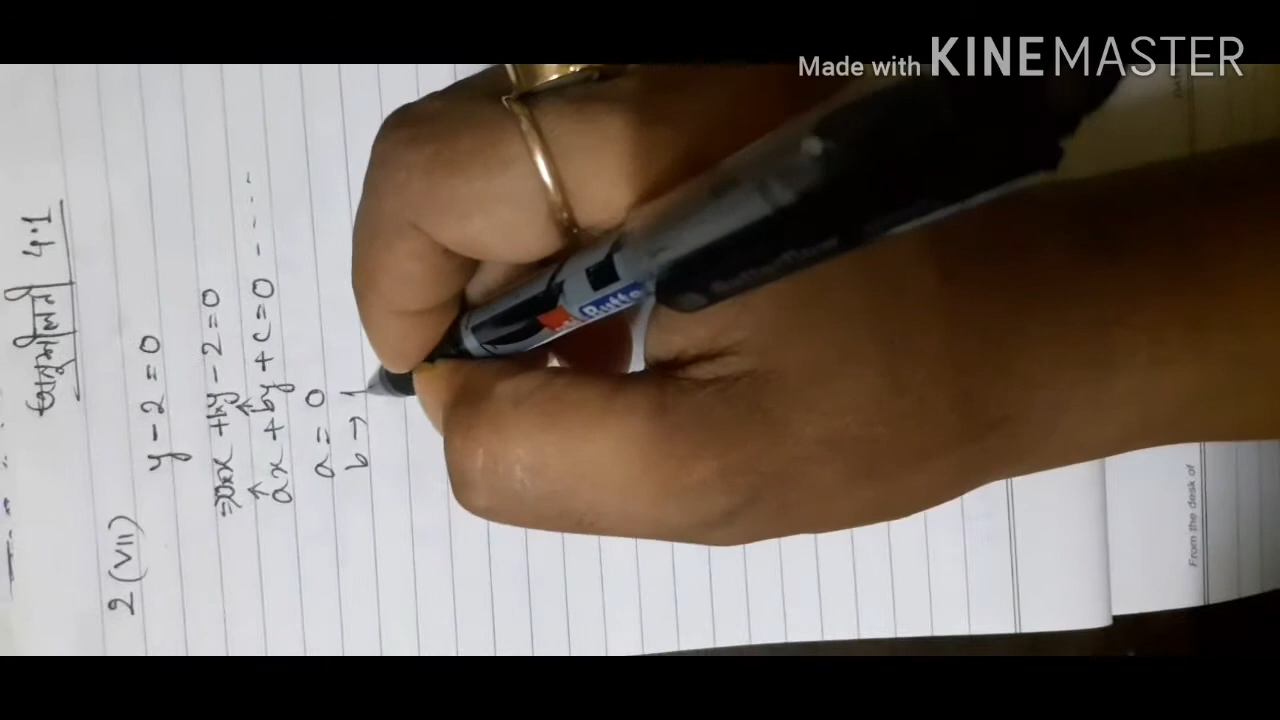 Made with KINEMASTER
অনুশীলনী 4.1
2 (VII)
y - 2 = 0
⇒ 0x + 1y - 2 = 0
ax + by + c = 0 - - - -
a = 0
b → 1
From the desk of